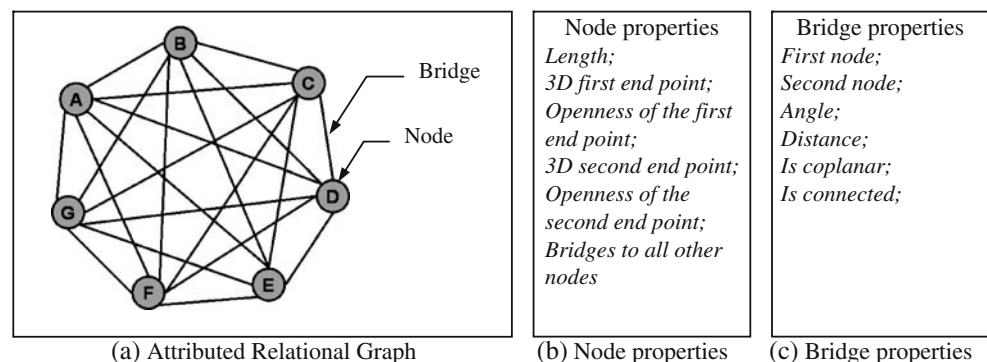 B
C
A
D
G
E
F
Bridge
Node
(a) Attributed Relational Graph
Node properties
Length;
3D first end point;
Openness of the first
end point;
3D second end point;
Openness of the
second end point;
Bridges to all other
nodes
(b) Node properties
Bridge properties
First node;
Second node;
Angle;
Distance;
Is coplanar;
Is connected;
(c) Bridge properties